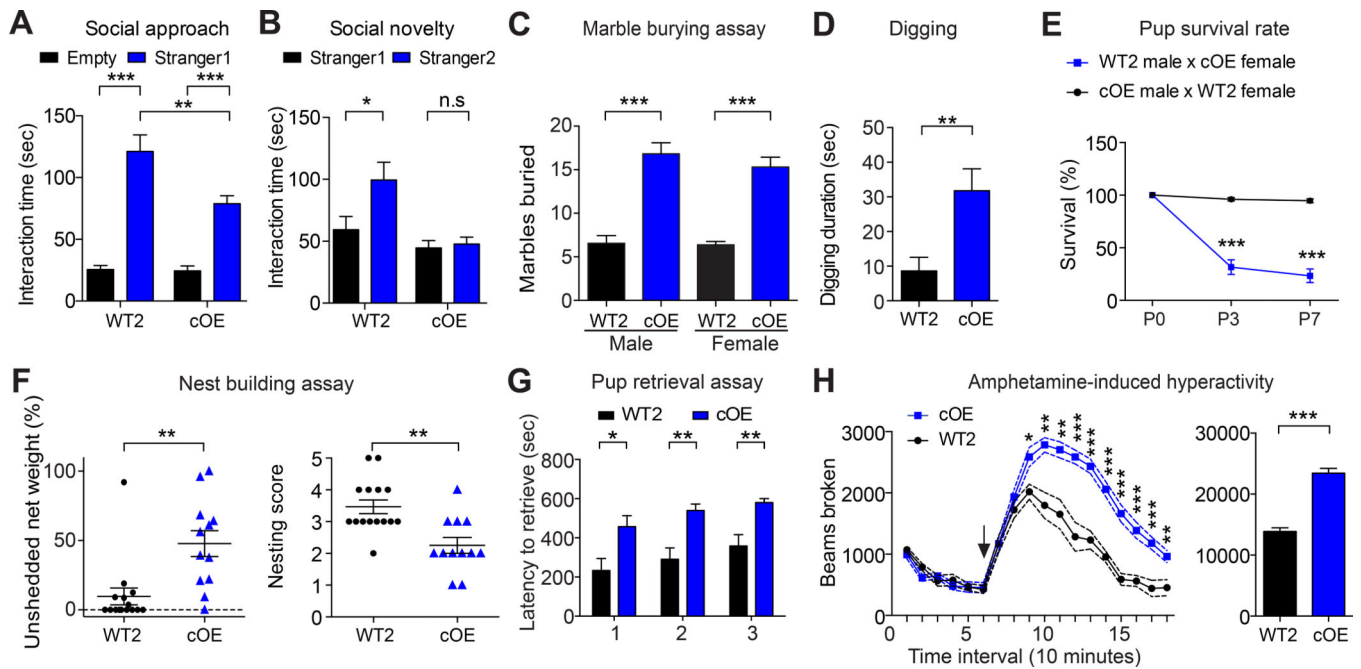 A Social approach
Empty Stranger1
*** ***
**
Interaction time (sec)
150
100
50
0
WT2 cOE
B Social novelty
Stranger1 Stranger2
* n.s
Interaction time (sec)
150
100
50
0
WT2 cOE
C Marble burying assay
*** ***
Marbles buried
20
15
10
5
0
WT2 cOE WT2 cOE
Male Female
D Digging
**
Digging duration (sec)
50
40
30
20
10
0
WT2 cOE
E Pup survival rate
WT2 male x cOE female
cOE male x WT2 female
Survival (%)
150
100
50
0
*** ***
P0 P3 P7
F Nest building assay
**
Unshedded net weight (%)
100
50
0
WT2 cOE
**
Nesting score
5
4
3
2
1
0
WT2 cOE
G Pup retrieval assay
WT2 cOE
* ** **
Latency to retrieve (sec)
800
600
400
200
0
1 2 3
H Amphetamine-induced hyperactivity
cOE
WT2
* ** ** *** *** *** *** *** *** **
Beams broken
3000
2000
1000
0
0 5 10 15
Time interval (10 minutes)
***
30000
20000
10000
0
WT2 cOE